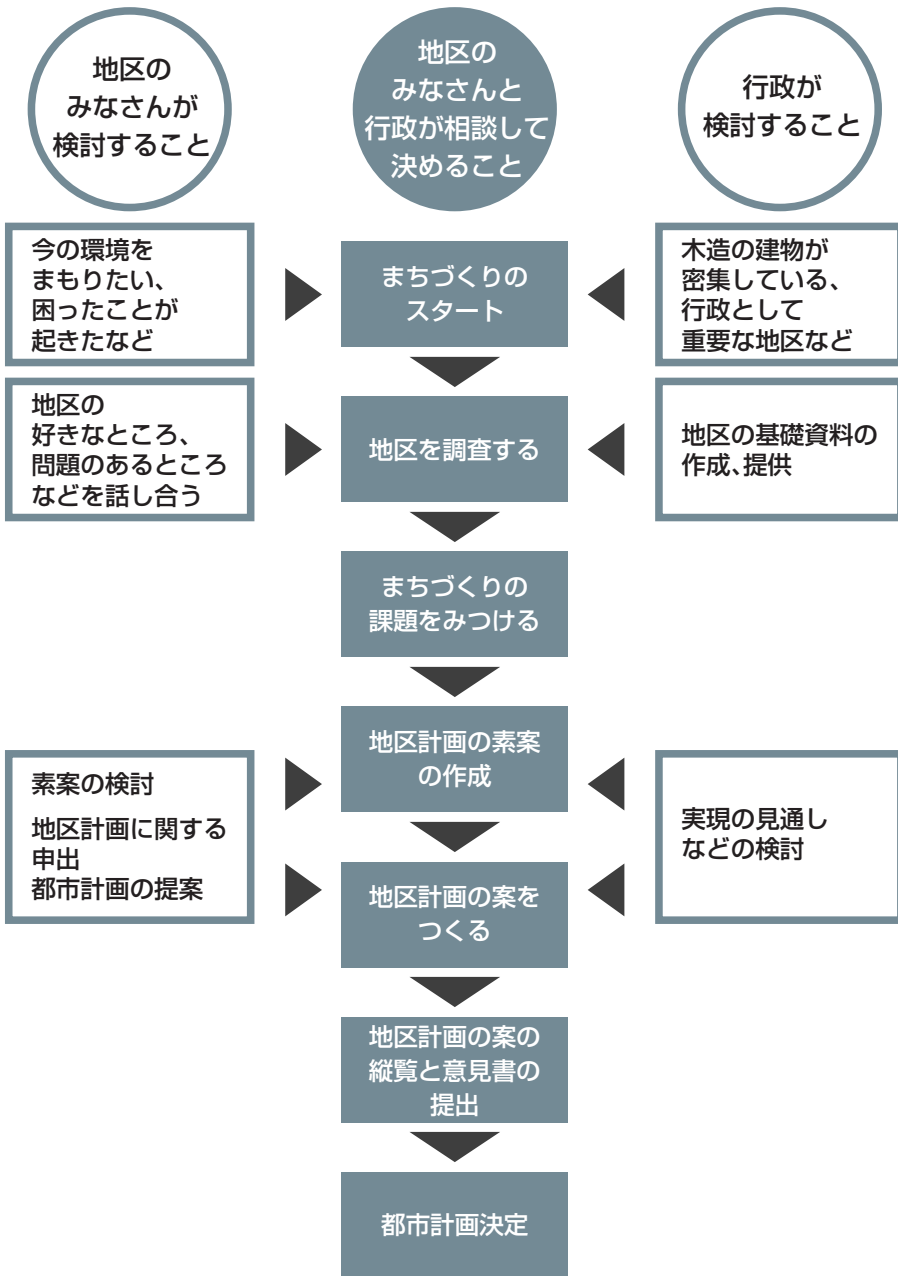 地区の
みなさんが
検討すること
地区の
みなさんと
行政が相談して
決めること
行政が
検討すること
今の環境を
まもりたい、
困ったことが
起きたなど
まちづくりの
スタート
木造の建物が
密集している、
行政として
重要な地区など
地区の
好きなところ、
問題のあるところ
などを話し合う
地区を調査する
地区の基礎資料の
作成、提供
まちづくりの
課題をみつける
地区計画の素案
の作成
素案の検討
地区計画に関する
申出
都市計画の提案
実現の見通し
などの検討
地区計画の案を
つくる
地区計画の案の
縦覧と意見書の
提出
都市計画決定